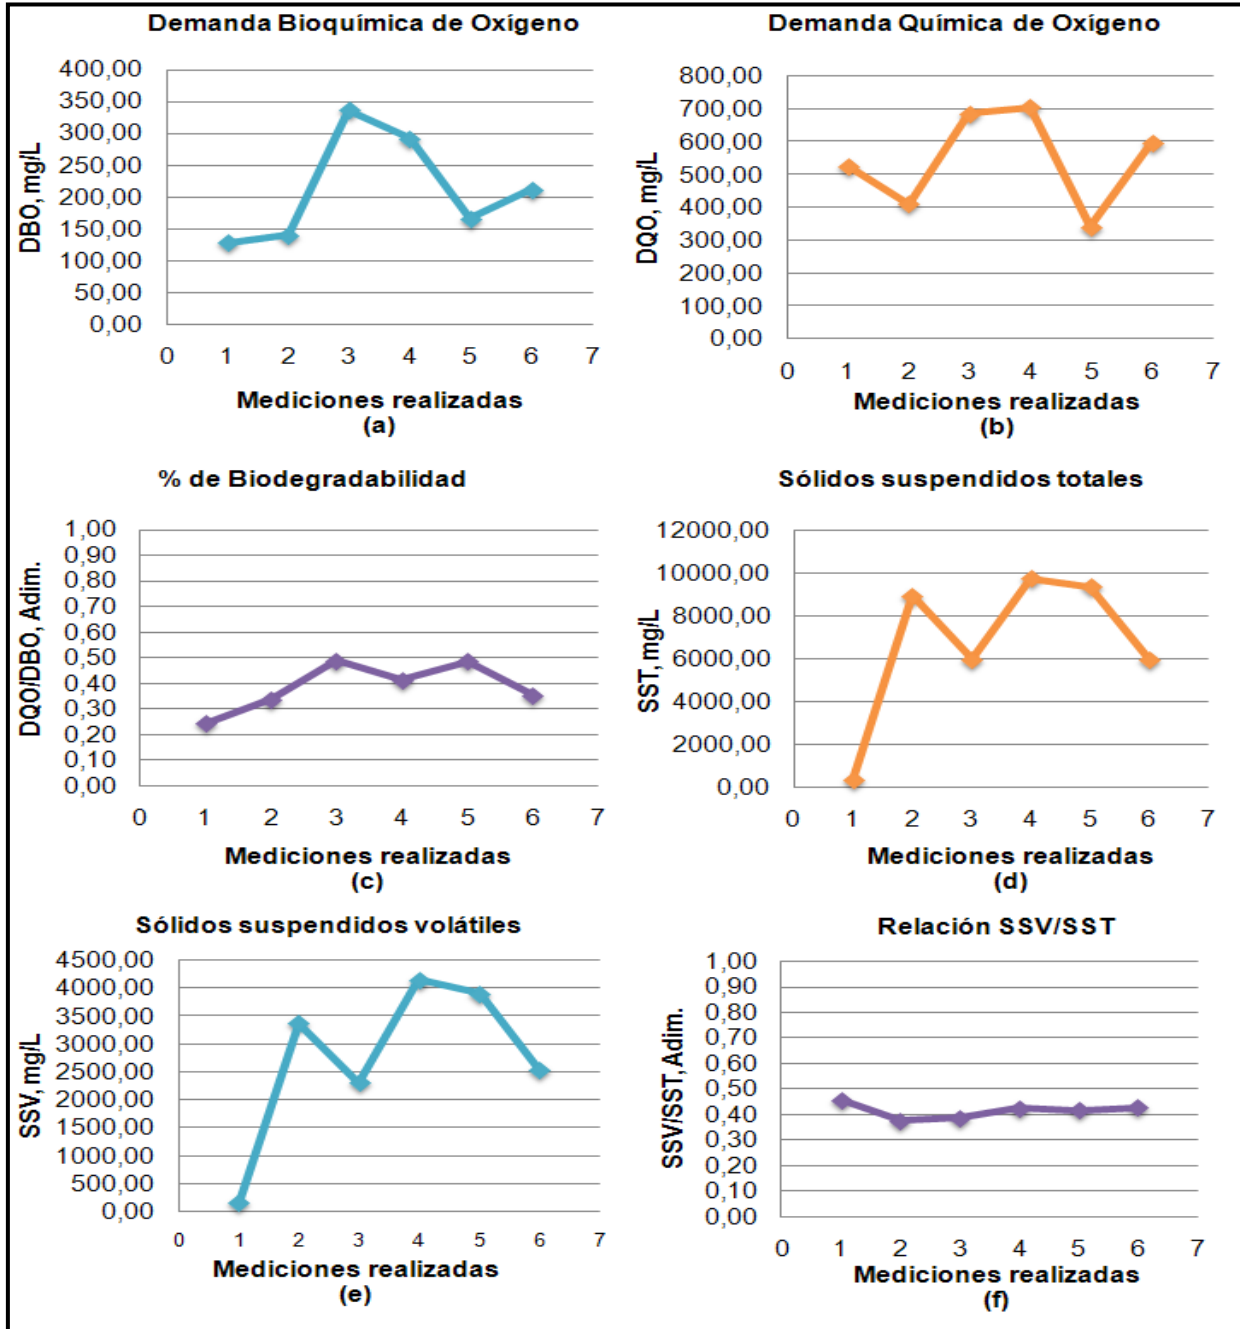 Demanda Bioquímica de Oxígeno
DBO, mg/L
400,00
350,00
300,00
250,00
200,00
150,00
100,00
50,00
0,00
0 1 2 3 4 5 6 7
Mediciones realizadas
(a)
Demanda Química de Oxígeno
DQO, mg/L
800,00
700,00
600,00
500,00
400,00
300,00
200,00
100,00
0,00
0 1 2 3 4 5 6 7
Mediciones realizadas
(b)
% de Biodegradabilidad
DQO/DBO, Adim.
1,00
0,90
0,80
0,70
0,60
0,50
0,40
0,30
0,20
0,10
0,00
0 1 2 3 4 5 6 7
Mediciones realizadas
(c)
Sólidos suspendidos totales
SST, mg/L
12000,00
10000,00
8000,00
6000,00
4000,00
2000,00
0,00
0 1 2 3 4 5 6 7
Mediciones realizadas
(d)
Sólidos suspendidos volátiles
SSV, mg/L
4500,00
4000,00
3500,00
3000,00
2500,00
2000,00
1500,00
1000,00
500,00
0,00
0 1 2 3 4 5 6 7
Mediciones realizadas
(e)
Relación SSV/SST
SSV/SST, Adim.
1,00
0,90
0,80
0,70
0,60
0,50
0,40
0,30
0,20
0,10
0,00
0 1 2 3 4 5 6 7
Mediciones realizadas
(f)